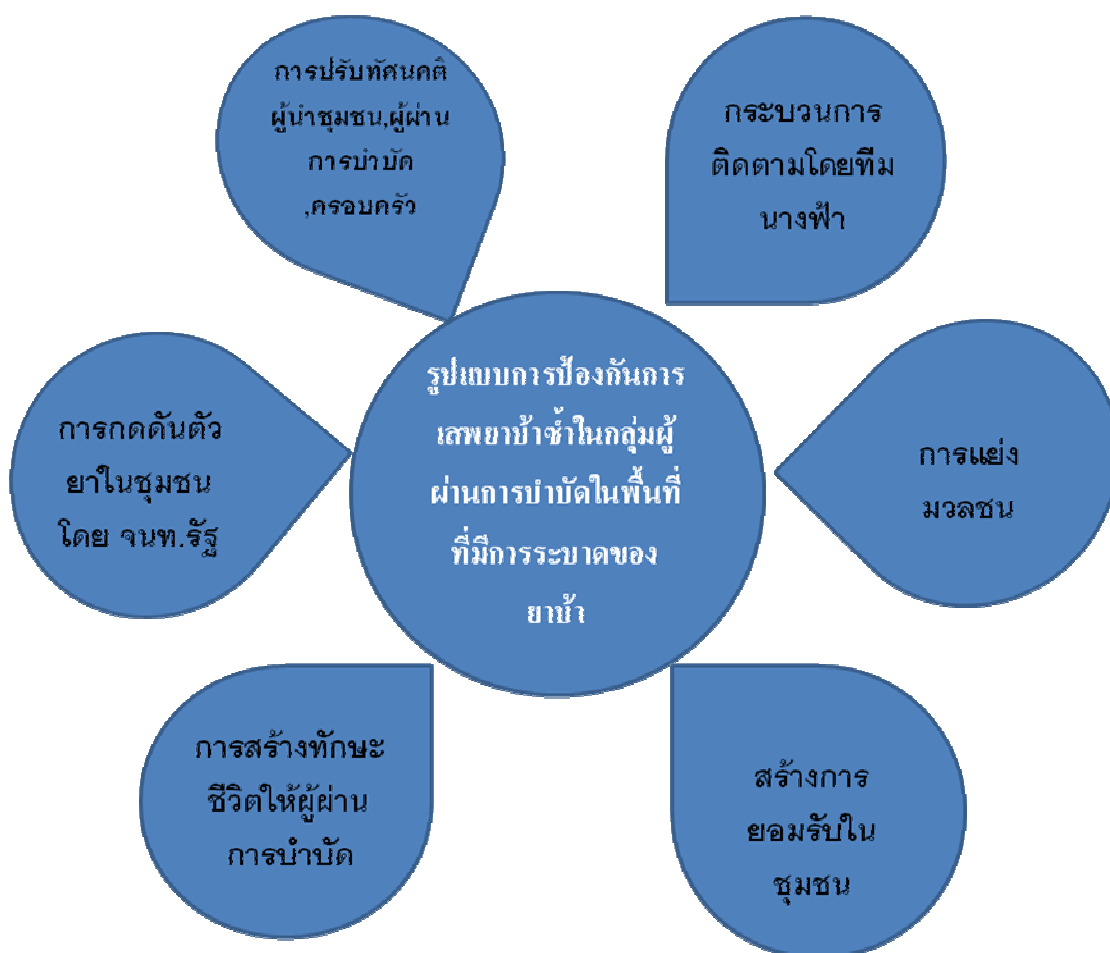 การปรับทัศนคติ
ผู้นำชุมชน,ผู้ผ่าน
การบำบัด
,ครอบครัว
กระบวนการ
ติดตามโดยทีม
นางฟ้า
การกดดันตัว
ยาในชุมชน
โดย จนท.รัฐ
รูปแบบการป้องกันการ
เสพยาบ้าซ้ำในกลุ่มผู้
ผ่านการบำบัดในพื้นที่
ที่มีการระบาดของ
ยาบ้า
การแย่ง
มวลชน
การสร้างทักษะ
ชีวิตให้ผู้ผ่าน
การบำบัด
สร้างการ
ยอมรับใน
ชุมชน